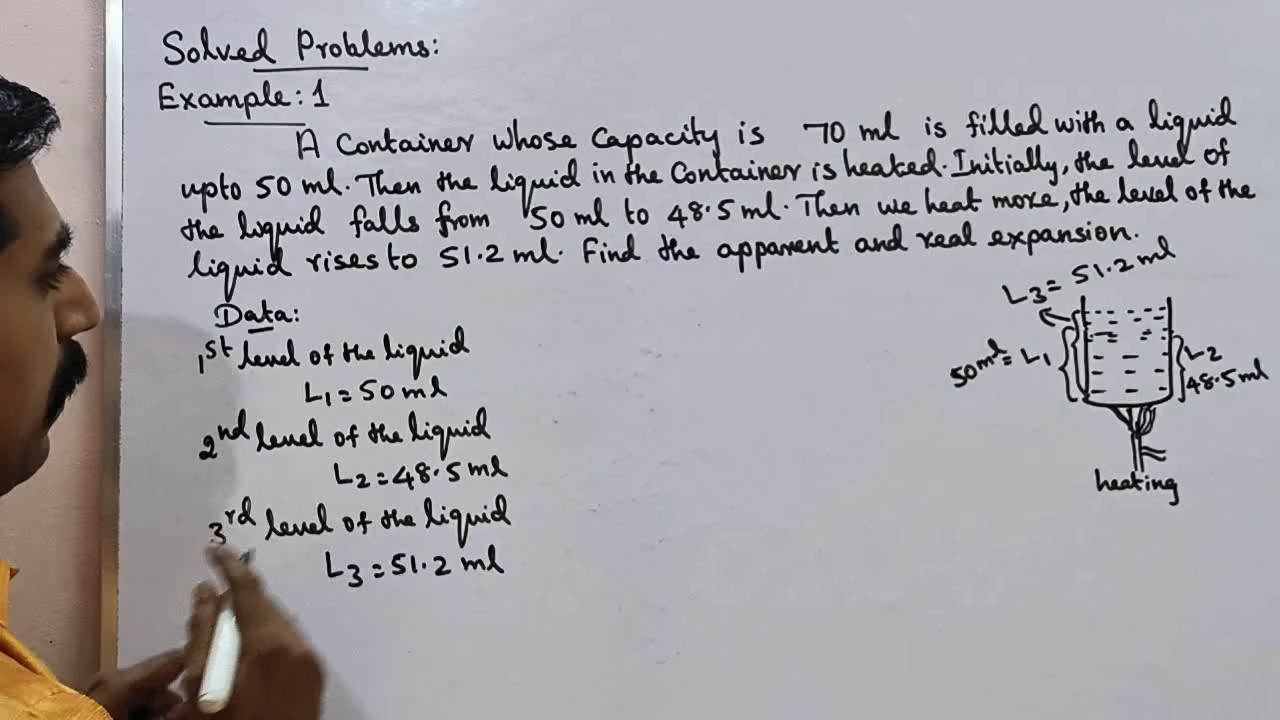 Solved Problems:
Example: 1
A Container whose capacity is 70 ml is filled with a liquid
upto 50 ml. Then the liquid in the Container is heated. Initially, the level of
the liquid falls from 50 ml to 48.5 ml. Then we heat more, the level of the
liquid rises to 51.2 ml. Find the apparent and real expansion.
Data:
1st level of the liquid
L1 = 50 ml
2nd level of the liquid
L2 = 48.5 ml
3rd level of the liquid
L3 = 51.2 ml
L3 = 51.2 ml
50 ml = L1
L2
48.5 ml
heating